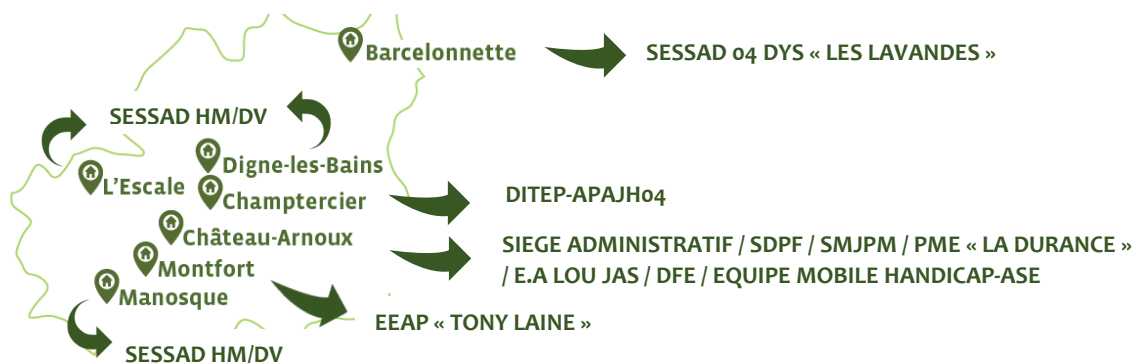 Barcelonnette
SESSAD 04 DYS « LES LAVANDES »
SESSAD HM/DV
Digne-les-Bains
L'Escale
Champtercier
DITEP-APAJH04
Château-Arnoux
SIEGE ADMINISTRATIF / SDPF / SMJPM / PME « LA DURANCE »
/ E.A LOU JAS / DFE / EQUIPE MOBILE HANDICAP-ASE
Montfort
Manosque
EEAP « TONY LAINE »
SESSAD HM/DV